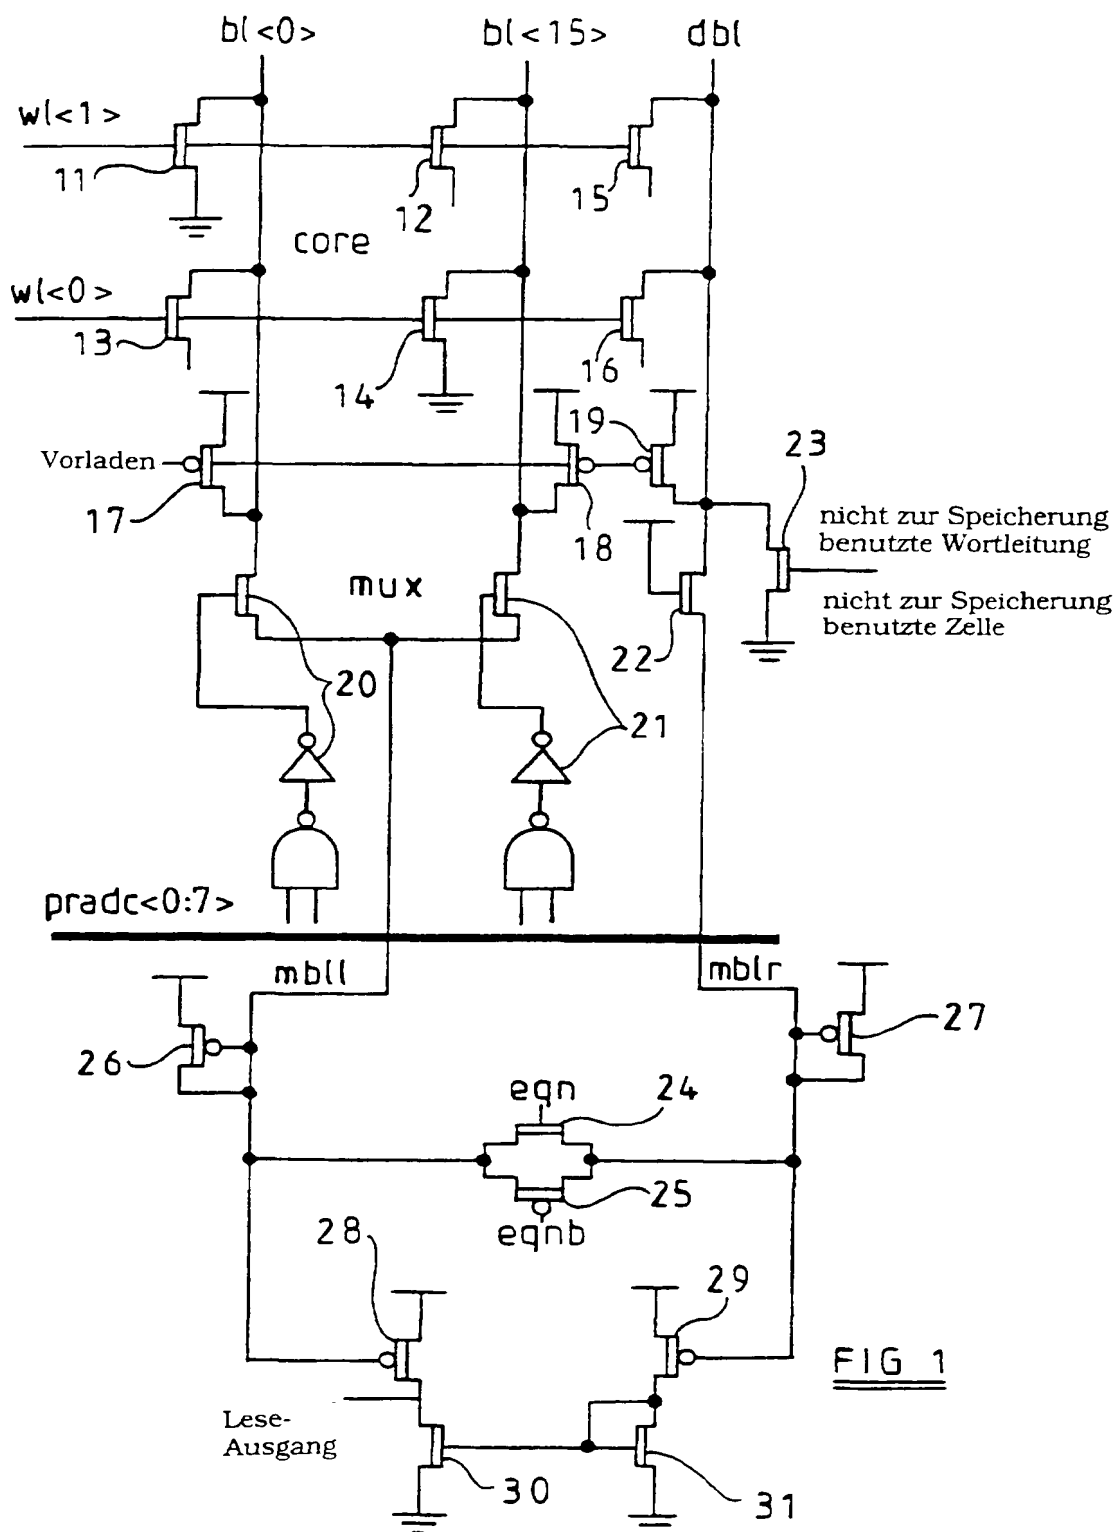 bl<0> bl<15> dbl
wl<1>
11 12 15
core
wl<0>
13 14 16
19 23
Vorladen
17 18
nicht zur Speicherung
benutzte Wortleitung
mux
nicht zur Speicherung
benutzte Zelle
20 21 22
pradc<0:7>
mbll mblr
26 27
eqn 24
25
eqnb
28 29
FIG 1
Lese-
Ausgang
30 31